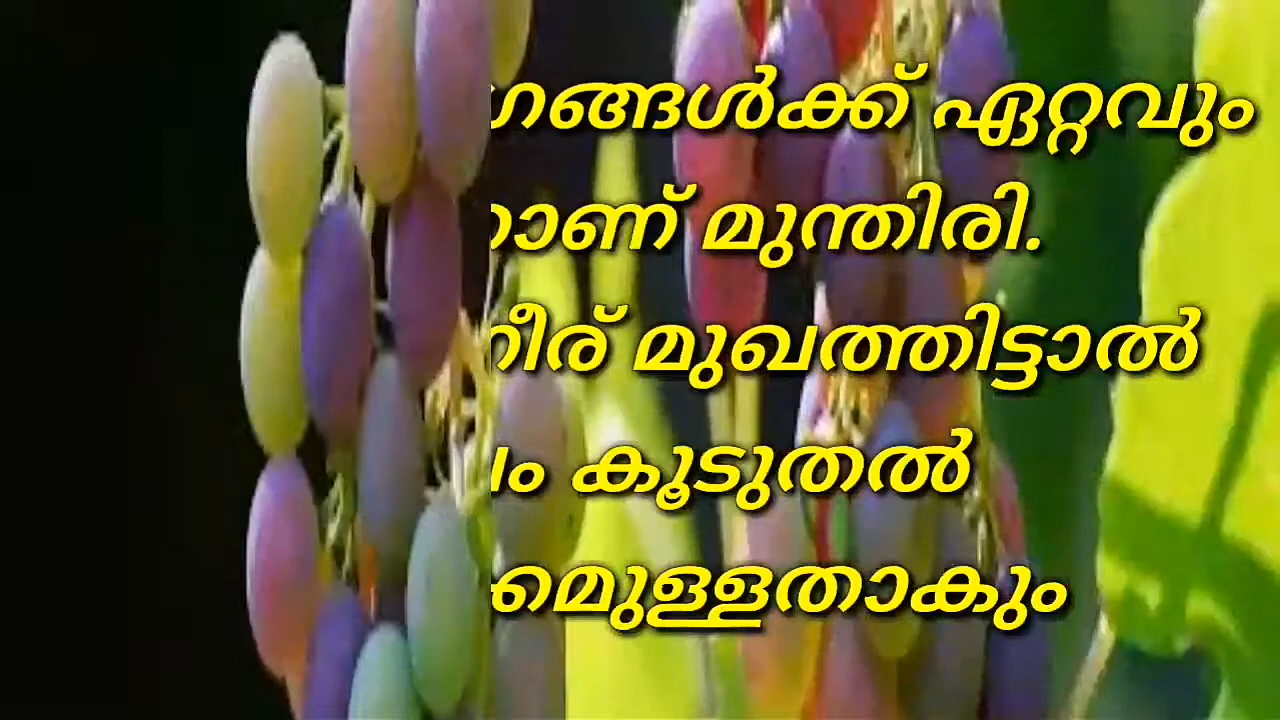 ഗങ്ങൾക്ക് ഏറ്റവും
മുന്തിരി.
നീര് മുഖത്തിട്ടാൽ
കൂടുതൽ
മുള്ളതാകും